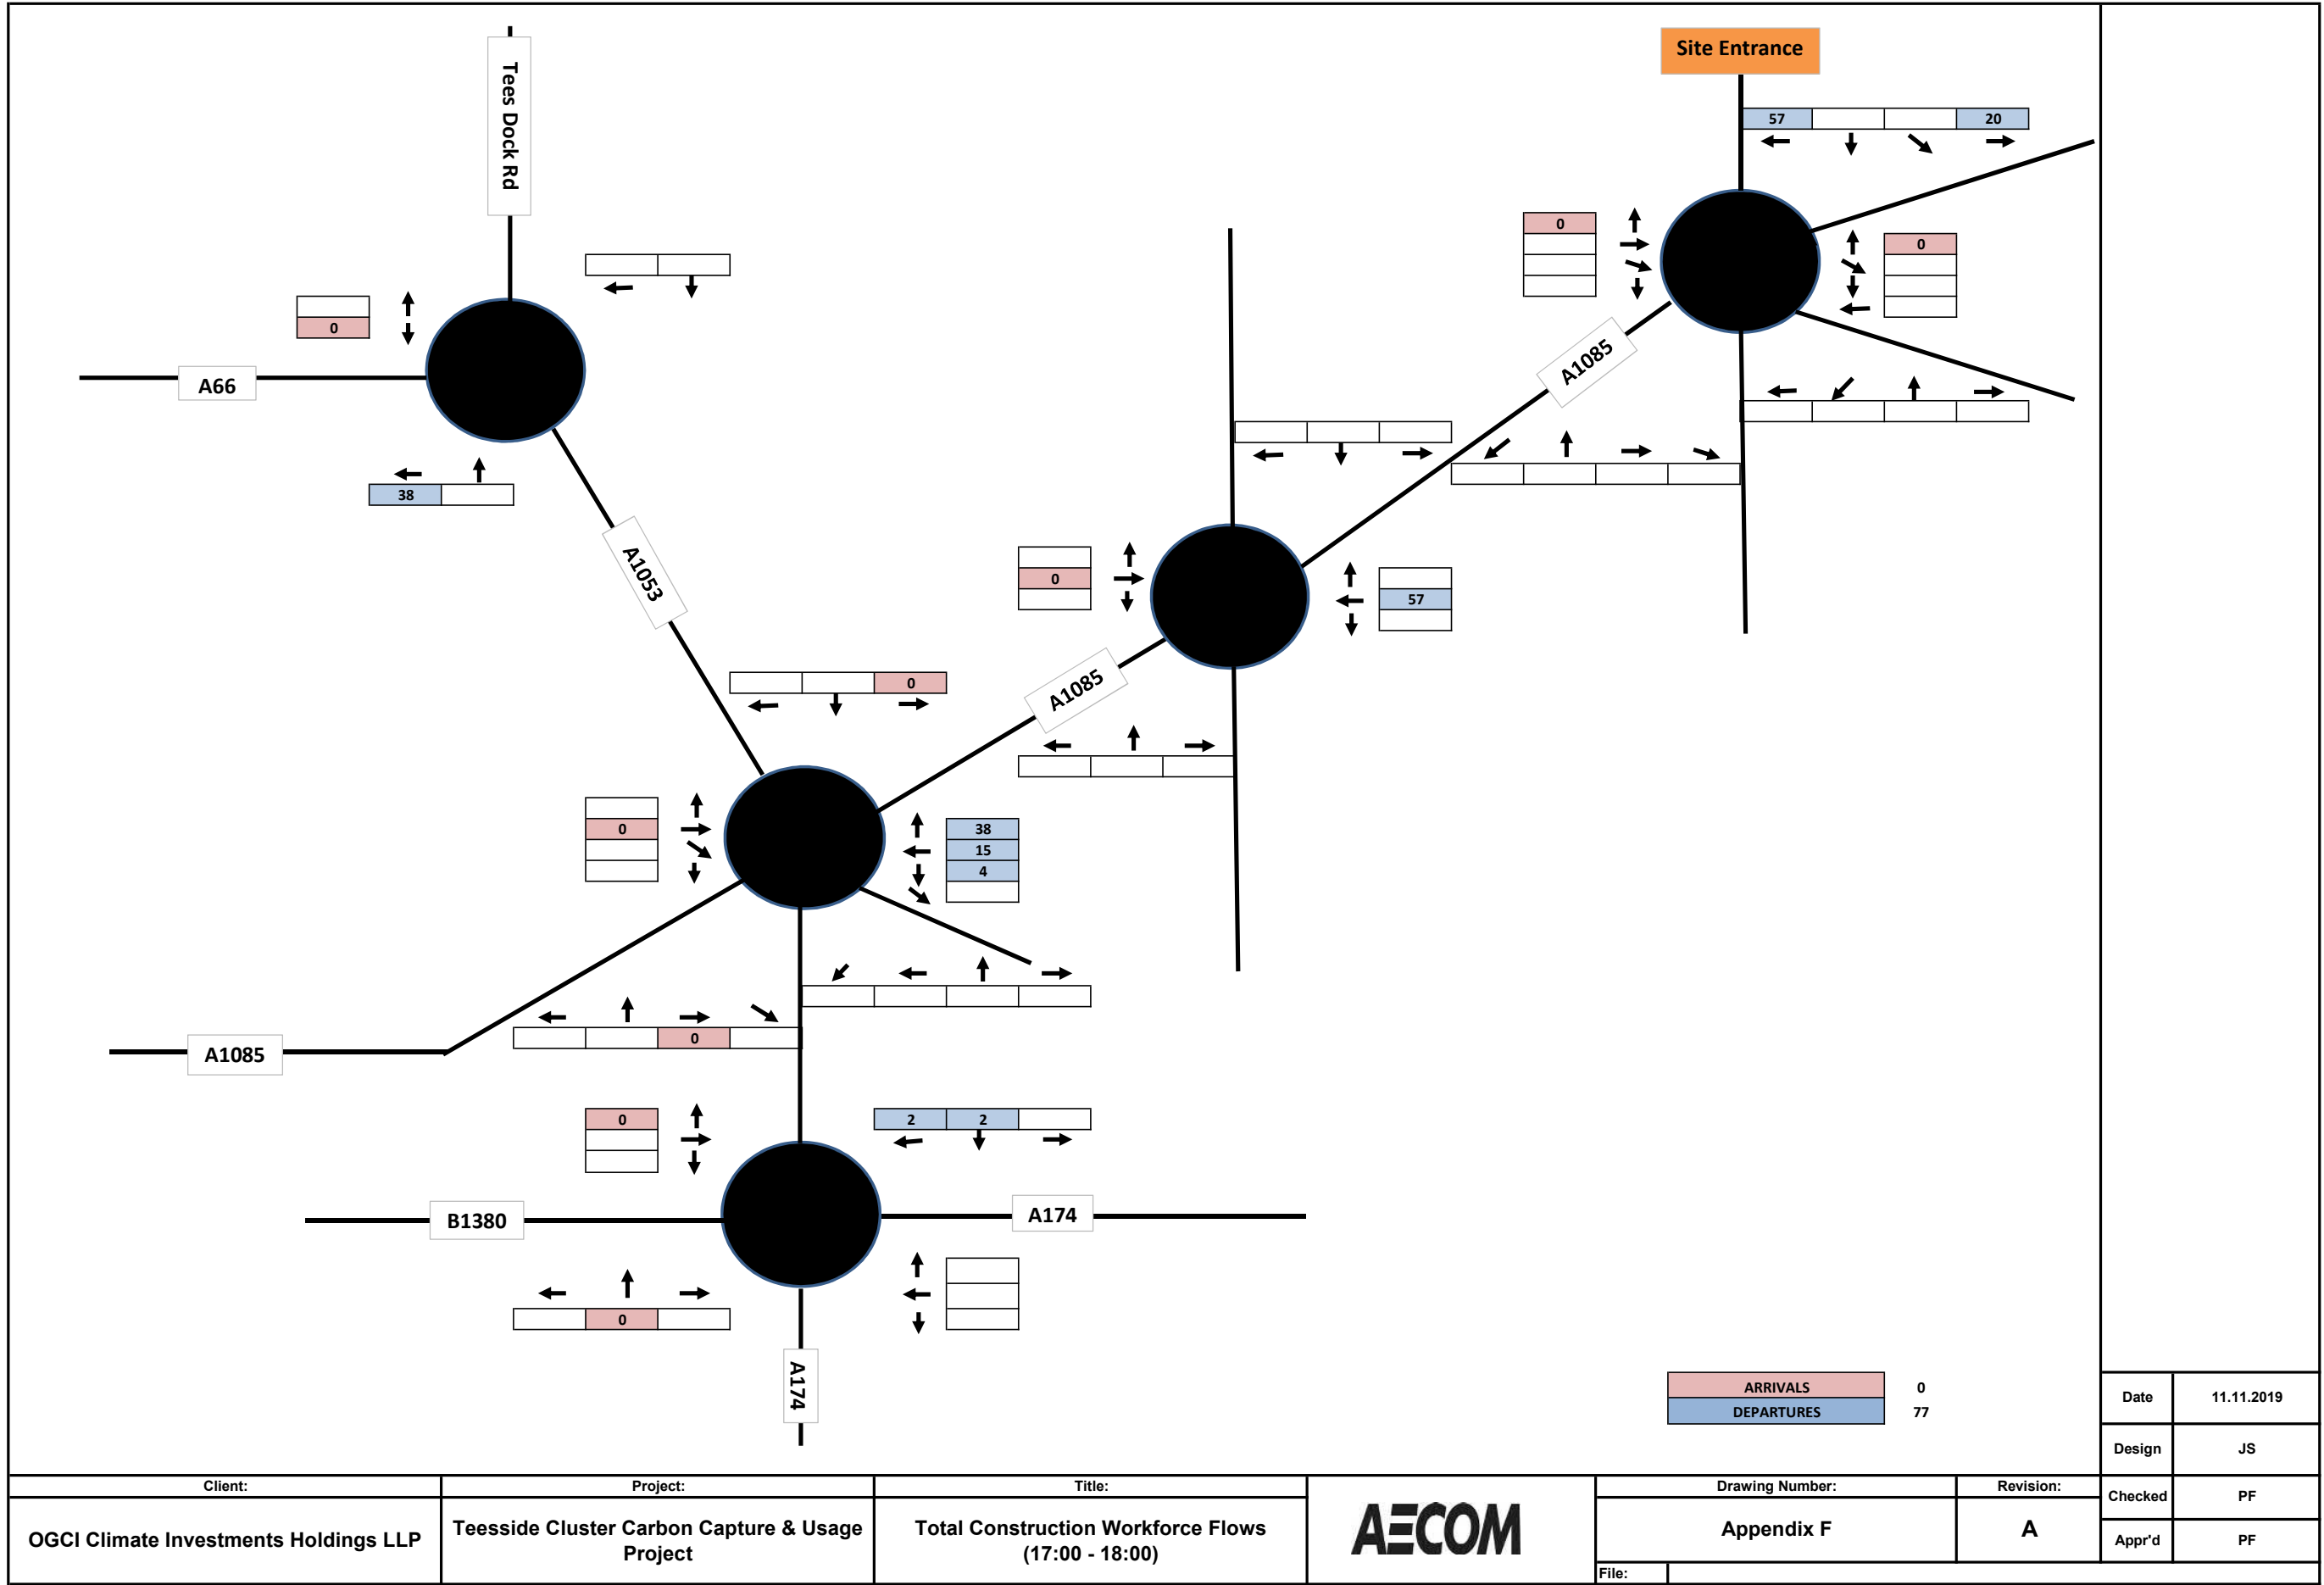 Site Entrance
Tees Dock Rd
57 20
0
0
0
A66
A1085
38
A1053
0
57
0
A1085
0
38
15
4
0
A1085
0
2 2
B1380
A174
0
A174
ARRIVALS 0
DEPARTURES 77
Date 11.11.2019
Design JS
Checked PF
Appr'd PF
Client:
OGCI Climate Investments Holdings LLP
Project:
Teesside Cluster Carbon Capture & Usage
Project
Title:
Total Construction Workforce Flows
(17:00 - 18:00)
AECOM
Drawing Number:
Appendix F
Revision:
A
File: